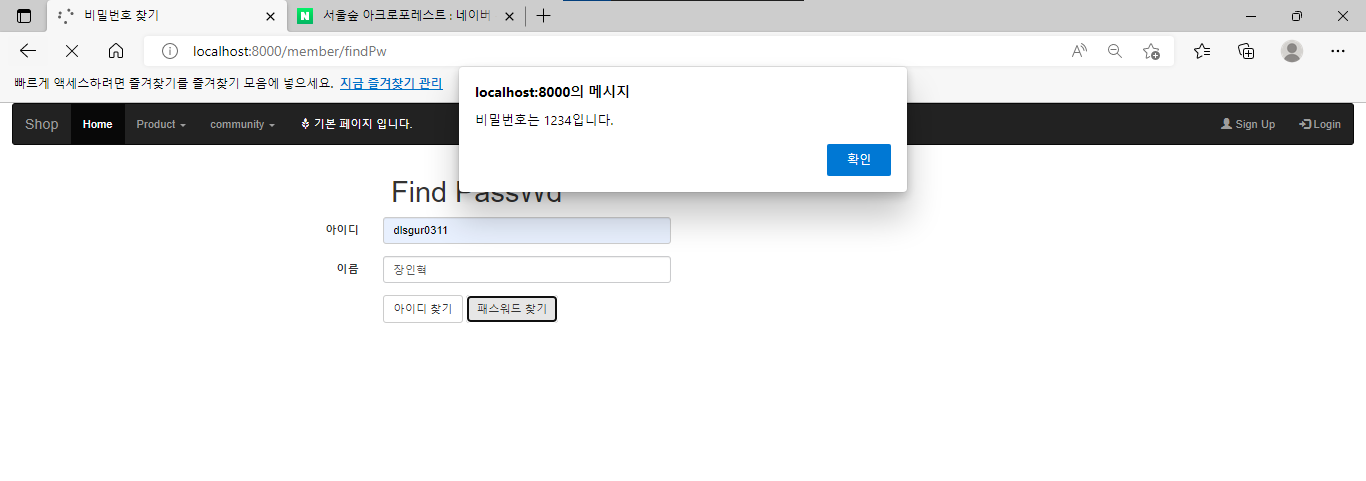 비밀번호 찾기
서울숲 아크로포레스트 : 네이버
localhost:8000/member/findPw
빠르게 액세스하려면 즐겨찾기를 즐겨찾기 모음에 넣으세요. 지금 즐겨찾기 관리
localhost:8000의 메시지
비밀번호는 1234입니다.
확인
Shop Home Product community 기본 페이지 입니다. Sign Up Login
Find PassWd
아이디 dlsgur0311
이름 장인혁
아이디 찾기 패스워드 찾기